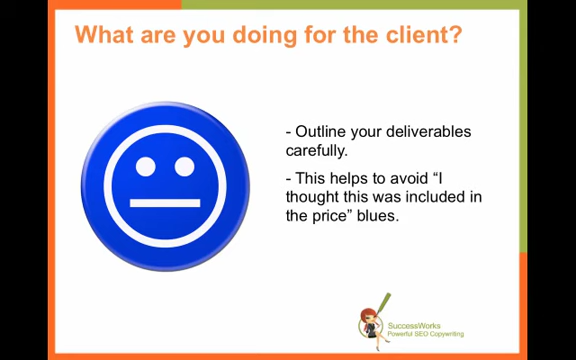 What are you doing for the client?
- Outline your deliverables
carefully.
- This helps to avoid “I
thought this was included in
the price” blues.
SuccessWorks
Powerful SEO Copywriting